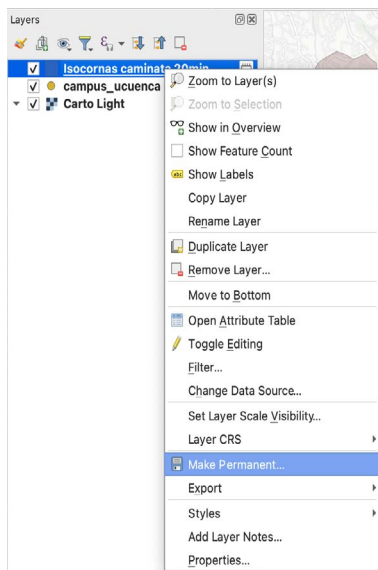 Layers
Isocornas caminata 20min
campus_ucuenca
Carto Light
Zoom to Layer(s)
Zoom to Selection
Show in Overview
Show Feature Count
abc Show Labels
Copy Layer
Rename Layer
Duplicate Layer
Remove Layer...
Move to Bottom
Open Attribute Table
Toggle Editing
Filter...
Change Data Source...
Set Layer Scale Visibility...
Layer CRS
Make Permanent...
Export
Styles
Add Layer Notes...
Properties...